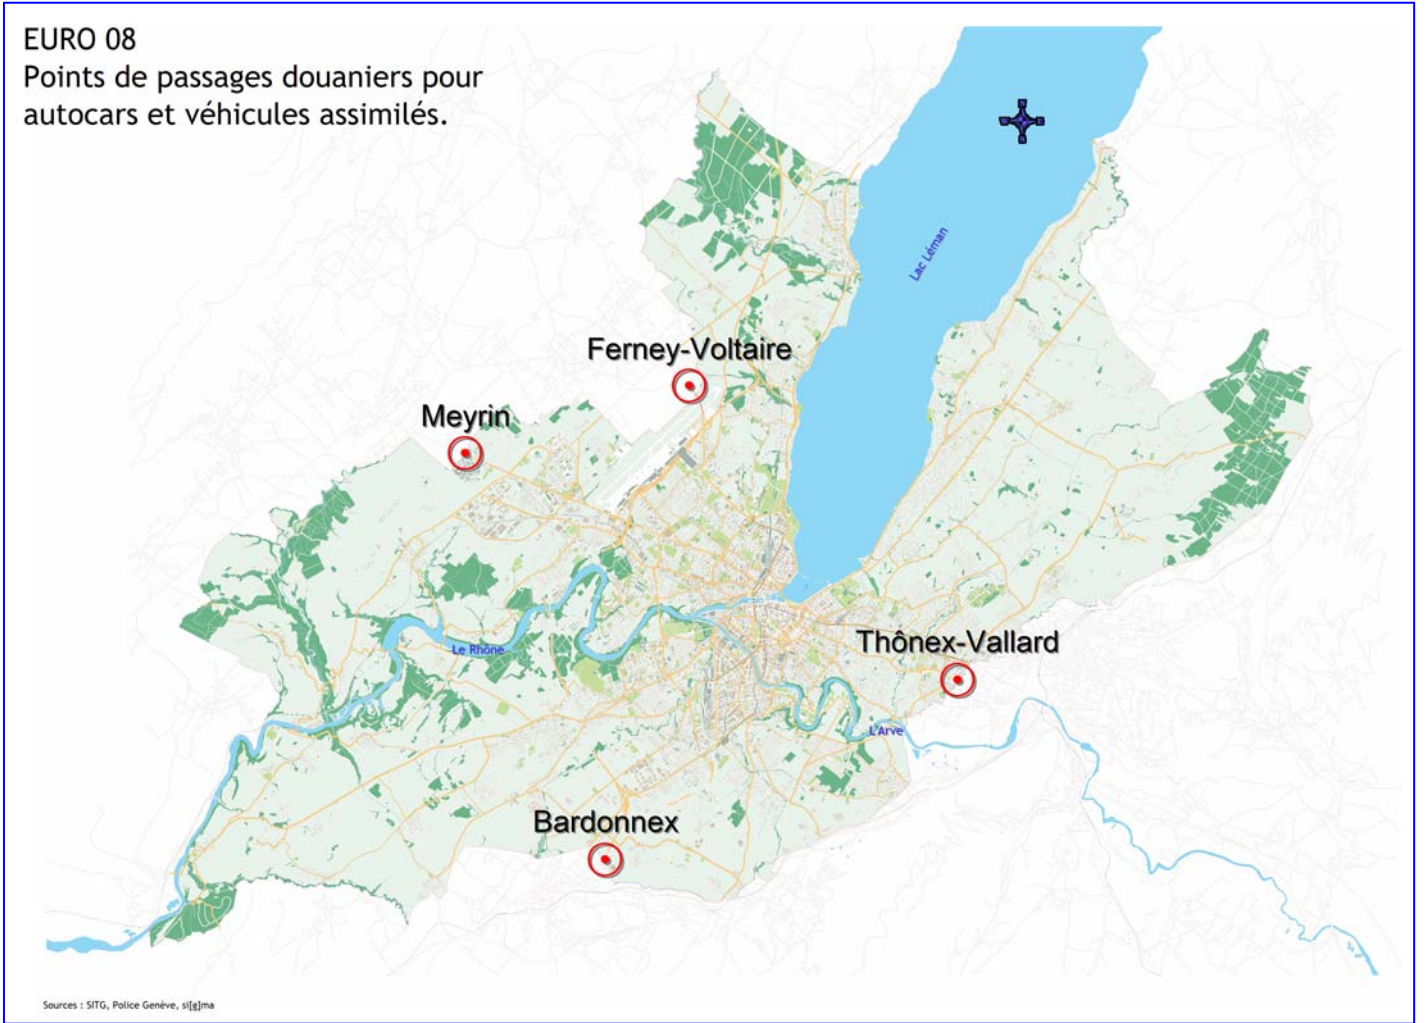 EURO 08
Points de passages douaniers pour
autocars et véhicules assimilés.
N
W E
S
Lac Léman
Ferney-Voltaire
Meyrin
Le Rhône
Thônex-Vallard
L'Arve
Bardonnex
Sources : SITG, Police Genève, si[g]ma